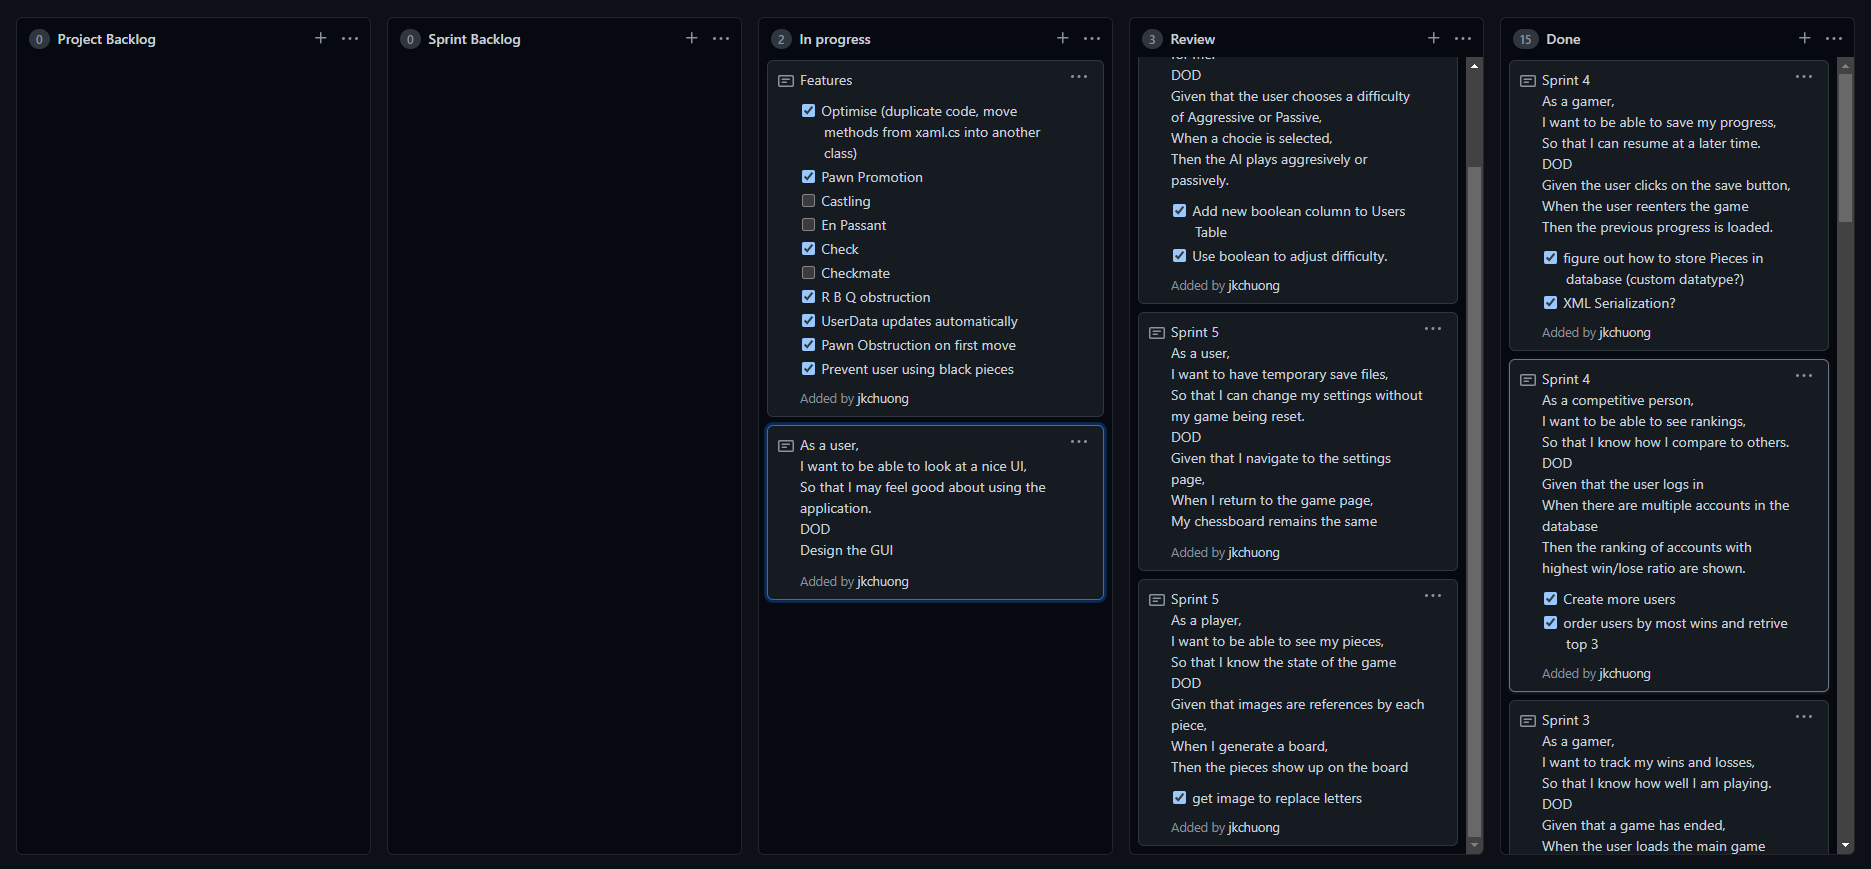 0 Project Backlog
0 Sprint Backlog
2 In progress
Features
Optimise (duplicate code, move
methods from xaml.cs into another
class)
Pawn Promotion
Castling
En Passant
Check
Checkmate
R B Q obstruction
UserData updates automatically
Pawn Obstruction on first move
Prevent user using black pieces
Added by jkchuong
As a user,
I want to be able to look at a nice UI,
So that I may feel good about using the
application.
DOD
Design the GUI
Added by jkchuong
3 Review
for me.
DOD
Given that the user chooses a difficulty
of Aggressive or Passive,
When a chocie is selected,
Then the AI plays aggresively or
passively.
Add new boolean column to Users
Table
Use boolean to adjust difficulty.
Added by jkchuong
Sprint 5
As a user,
I want to have temporary save files,
So that I can change my settings without
my game being reset.
DOD
Given that I navigate to the settings
page,
When I return to the game page,
My chessboard remains the same
Added by jkchuong
Sprint 5
As a player,
I want to be able to see my pieces,
So that I know the state of the game
DOD
Given that images are references by each
piece,
When I generate a board,
Then the pieces show up on the board
get image to replace letters
Added by jkchuong
15 Done
Sprint 4
As a gamer,
I want to be able to save my progress,
So that I can resume at a later time.
DOD
Given the user clicks on the save button,
When the user reenters the game
Then the previous progress is loaded.
figure out how to store Pieces in
database (custom datatype?)
XML Serialization?
Added by jkchuong
Sprint 4
As a competitive person,
I want to be able to see rankings,
So that I know how I compare to others.
DOD
Given that the user logs in
When there are multiple accounts in the
database
Then the ranking of accounts with
highest win/lose ratio are shown.
Create more users
order users by most wins and retrive
top 3
Added by jkchuong
Sprint 3
As a gamer,
I want to track my wins and losses,
So that I know how well I am playing.
DOD
Given that a game has ended,
When the user loads the main game